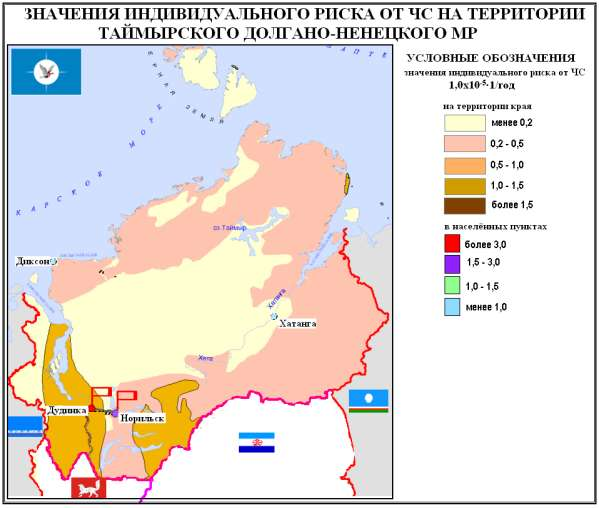 ЗНАЧЕНИЯ ИНДИВИДУАЛЬНОГО РИСКА ОТ ЧС НА ТЕРРИТОРИИ
ТАЙМЫРСКОГО ДОЛГАНО-НЕНЕЦКОГО МР
УСЛОВНЫЕ ОБОЗНАЧЕНИЯ
значения индивидуального риска от ЧС
1,0х10⁻⁵· 1/год
на территории края
менее 0,2
0,2 - 0,5
0,5 - 1,0
1,0 - 1,5
более 1,5
в населённых пунктах
более 3,0
1,5 - 3,0
1,0 - 1,5
менее 1,0
КАРСКОЕ МОРЕ
оз.Таймыр
Диксон
Хатанга
Хатанга
Хета
Дудинка
Норильск